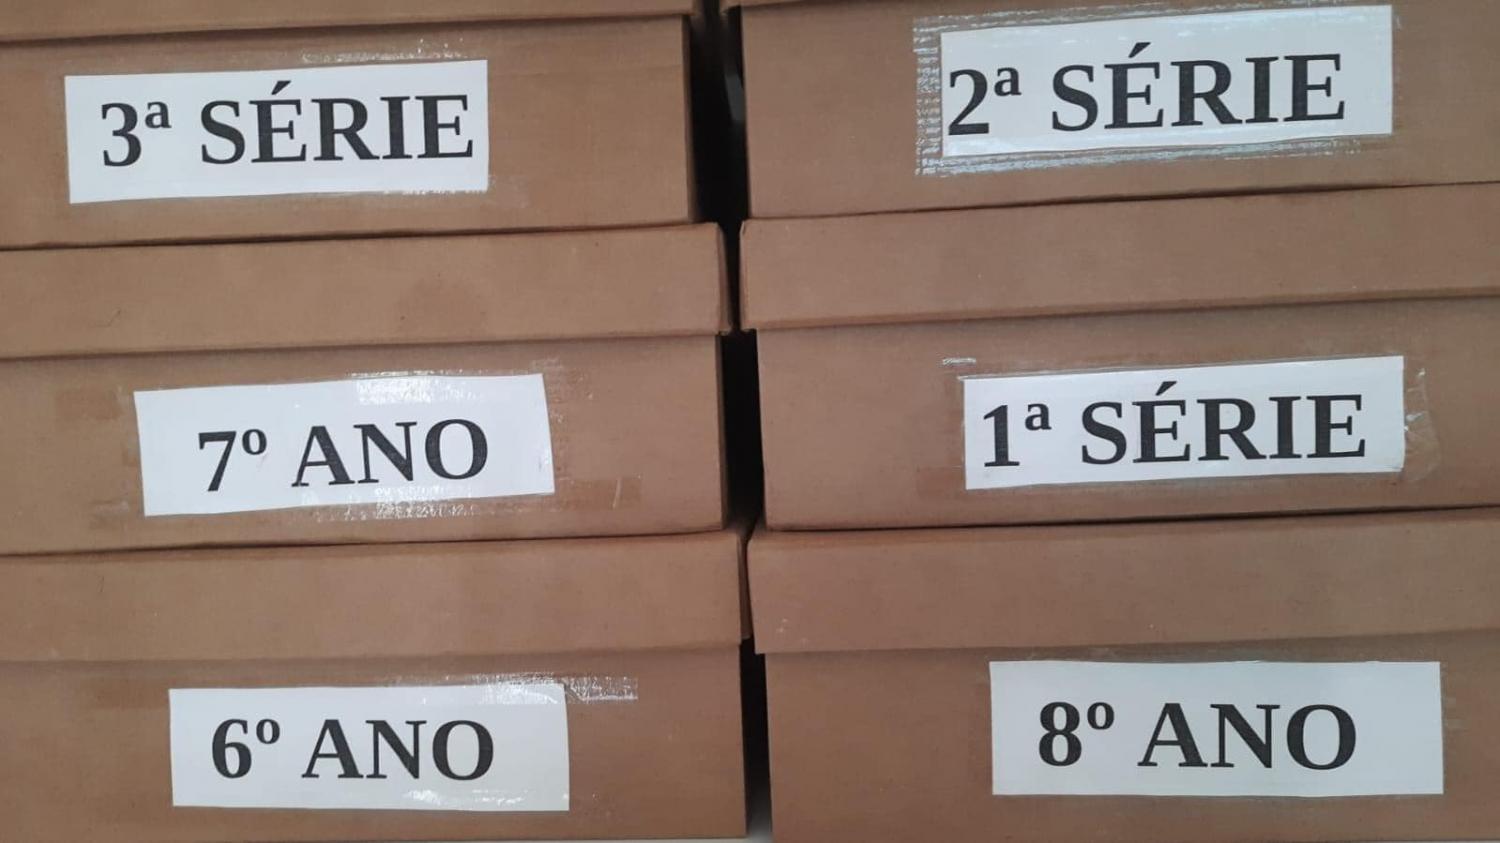 3ª SÉRIE
2ª SÉRIE
7º ANO
1ª SÉRIE
6º ANO
8º ANO